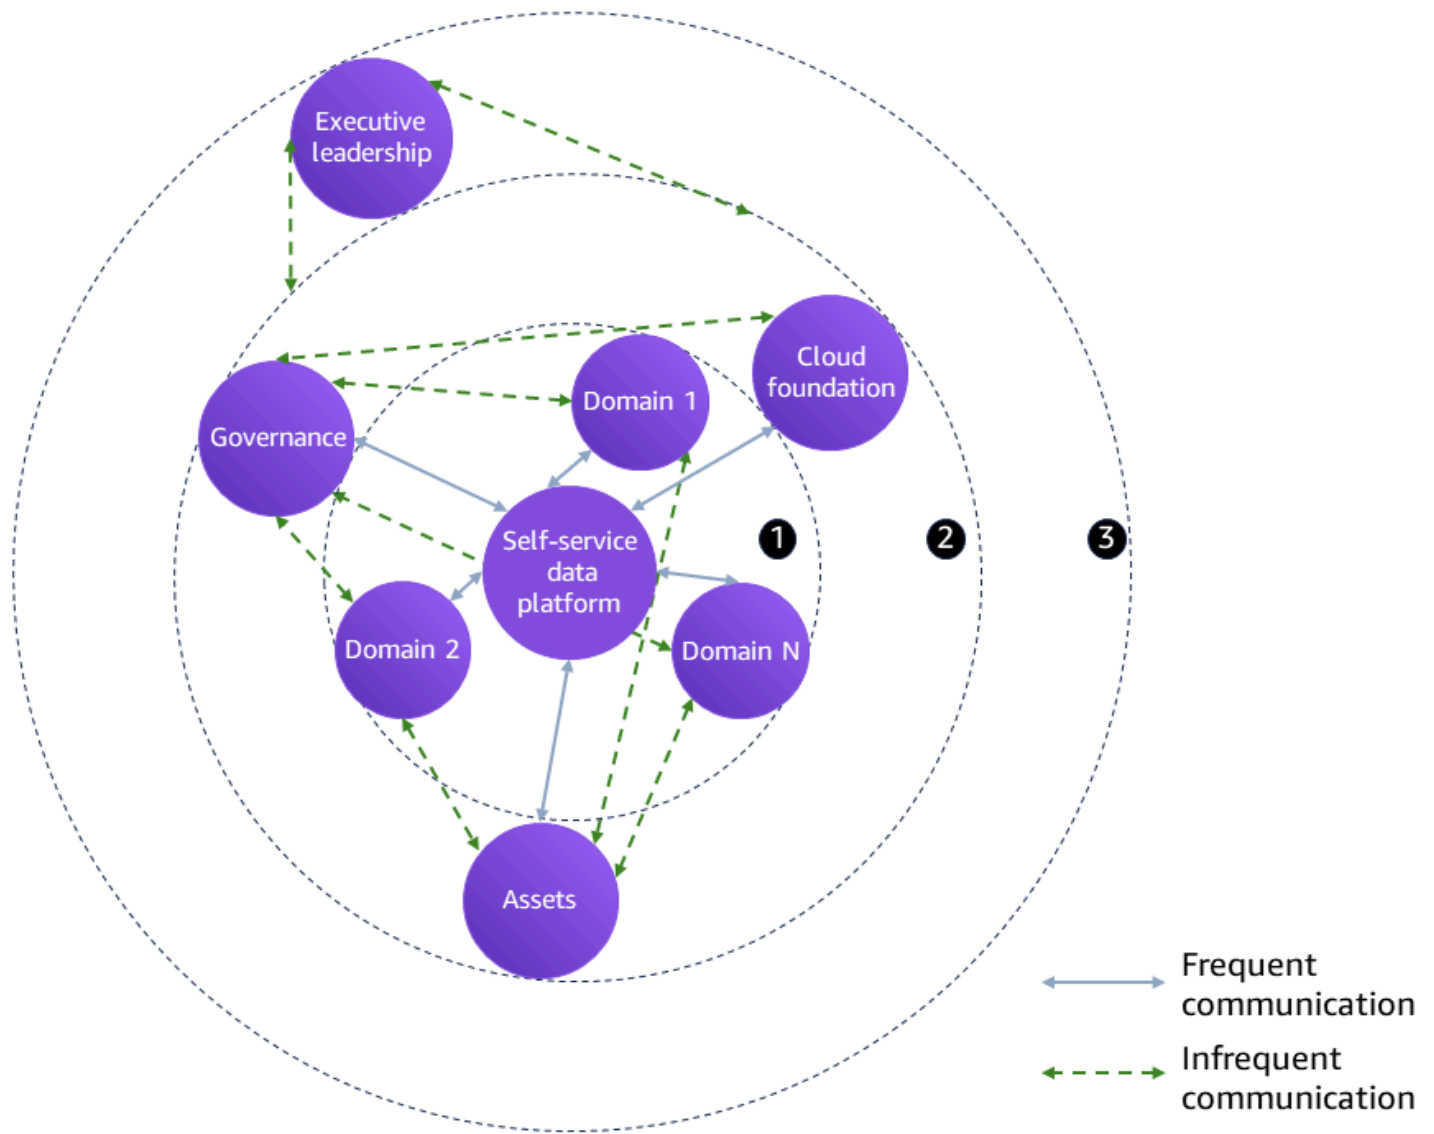 Executive
leadership
Cloud
foundation
Domain 1
Governance
Self-service
data
platform
1
2
3
Domain 2
Domain N
Assets
Frequent
communication
Infrequent
communication